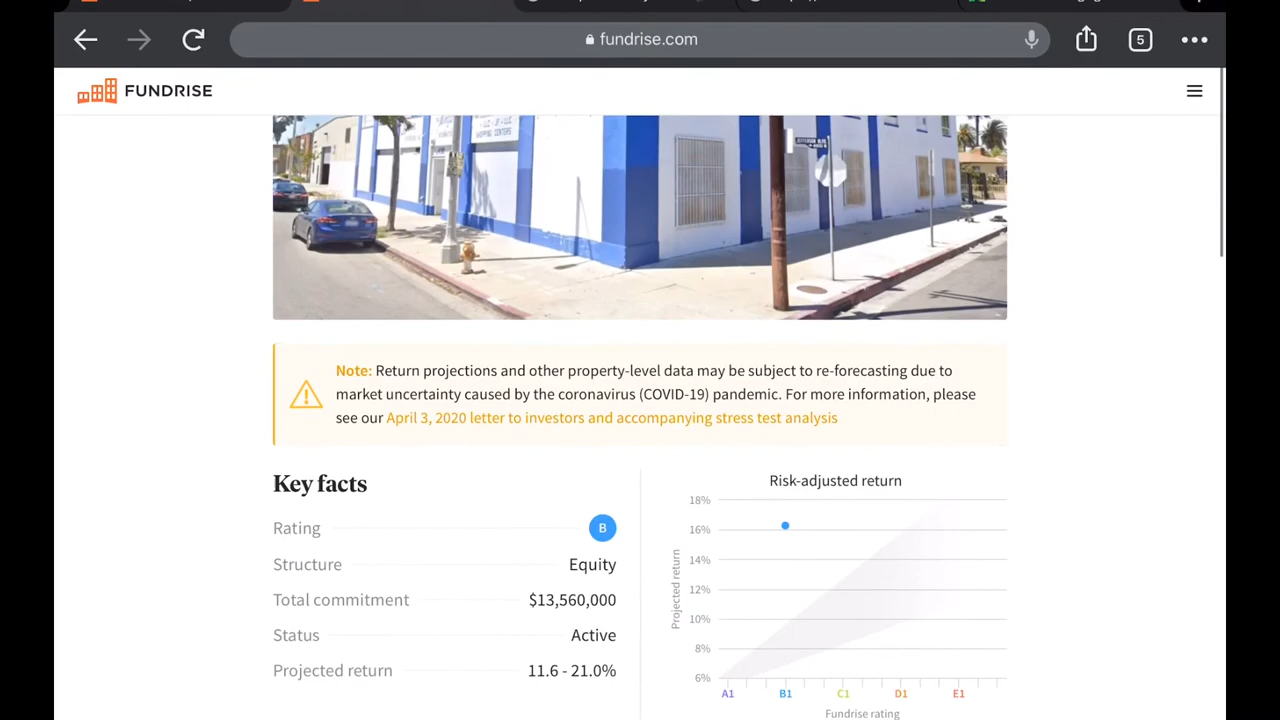 fundrise.com
5
FUNDRISE
SHOPPING CENTERS
JEFFERSON BLVD
Note: Return projections and other property-level data may be subject to re-forecasting due to
market uncertainty caused by the coronavirus (COVID-19) pandemic. For more information, please
see our April 3, 2020 letter to investors and accompanying stress test analysis
Key facts
Rating B
Structure Equity
Total commitment $13,560,000
Status Active
Projected return 11.6 - 21.0%
Risk-adjusted return
18%
16%
14%
12%
10%
8%
6%
Projected return
A1 B1 C1 D1 E1
Fundrise rating